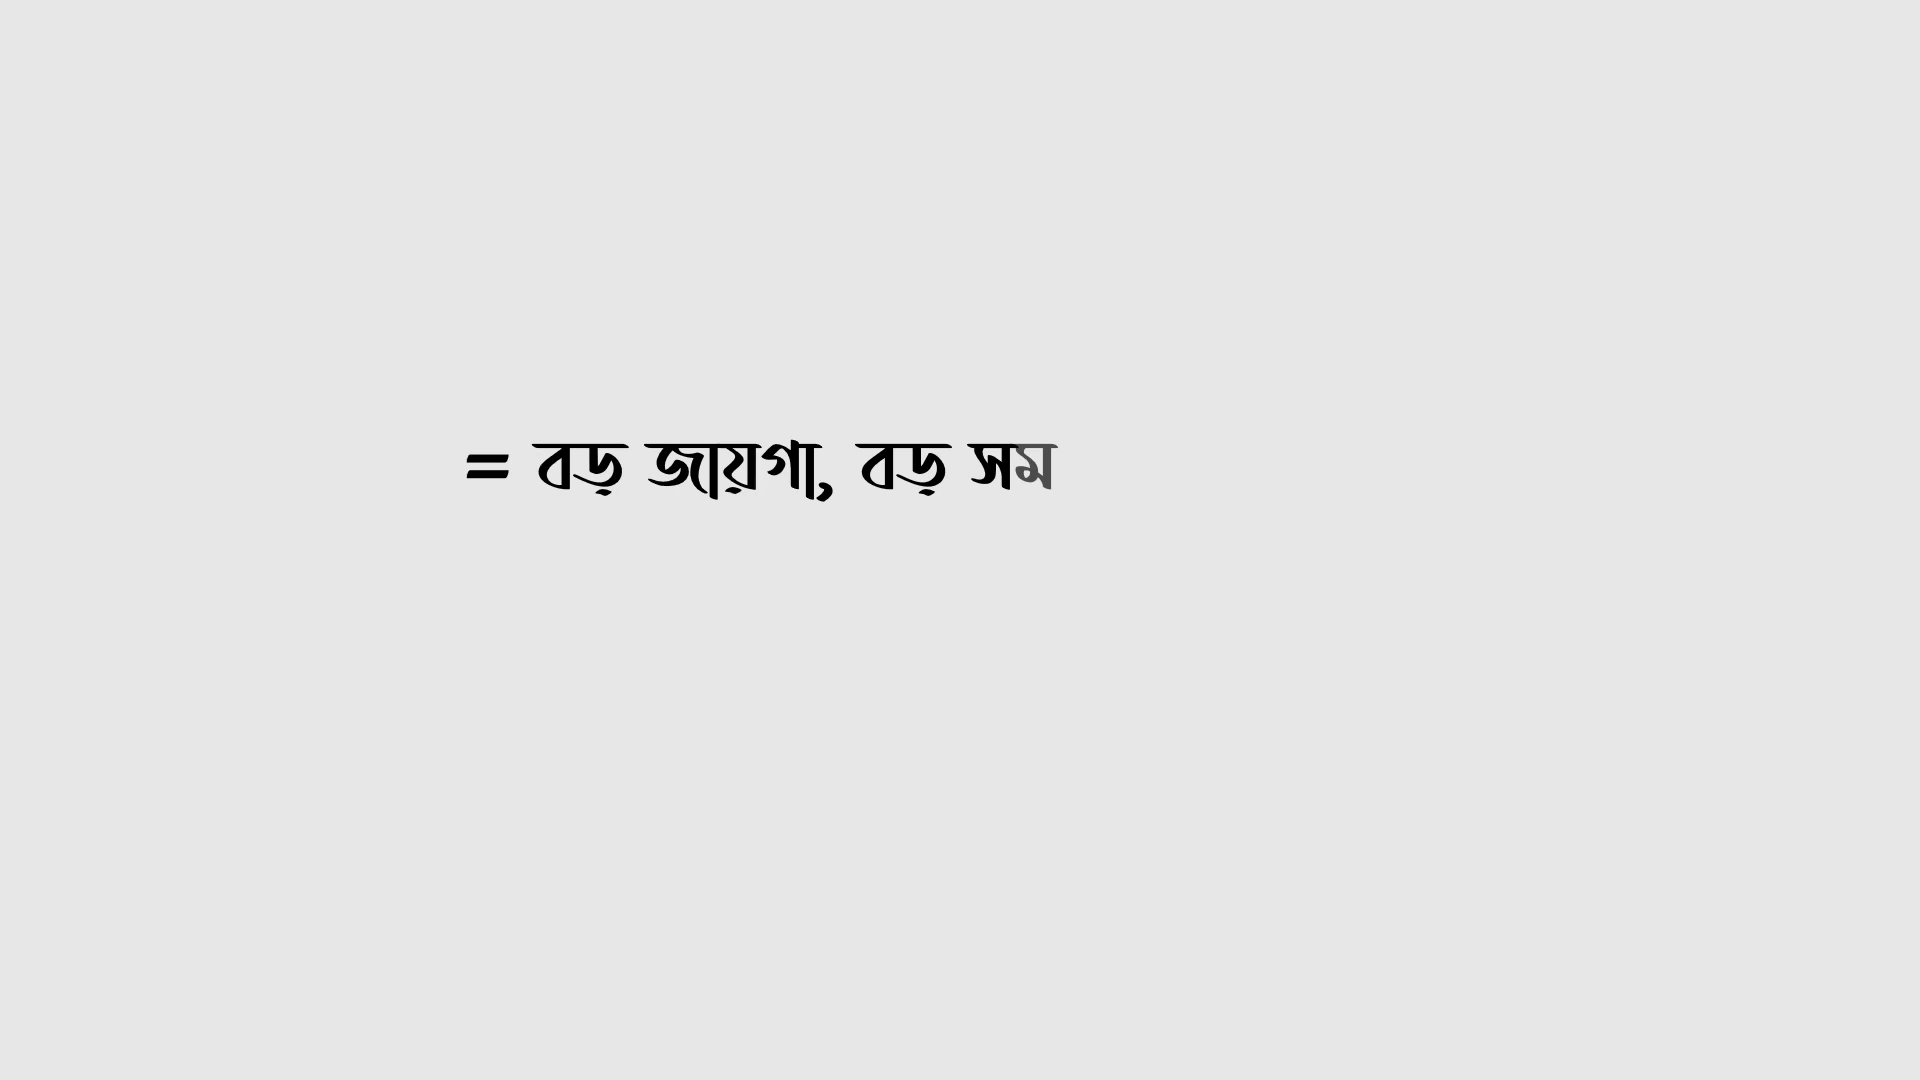 = বড় জায়গা, বড় সম